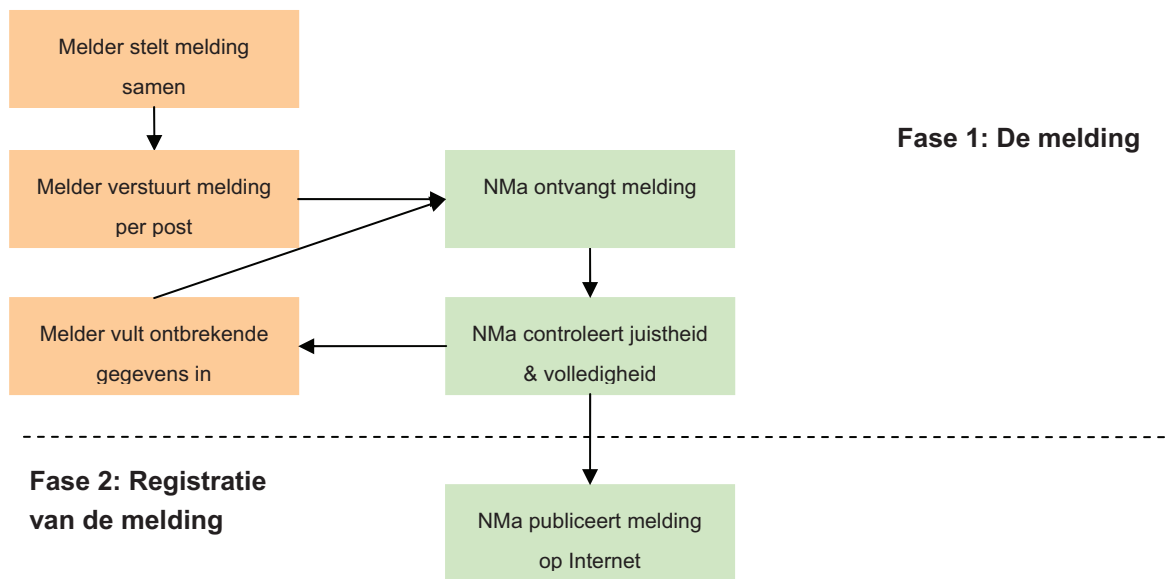 Melder stelt melding
samen
Fase 1: De melding
Melder verstuurt melding
per post
NMa ontvangt melding
Melder vult ontbrekende
gegevens in
NMa controleert juistheid
& volledigheid
Fase 2: Registratie
van de melding
NMa publiceert melding
op Internet